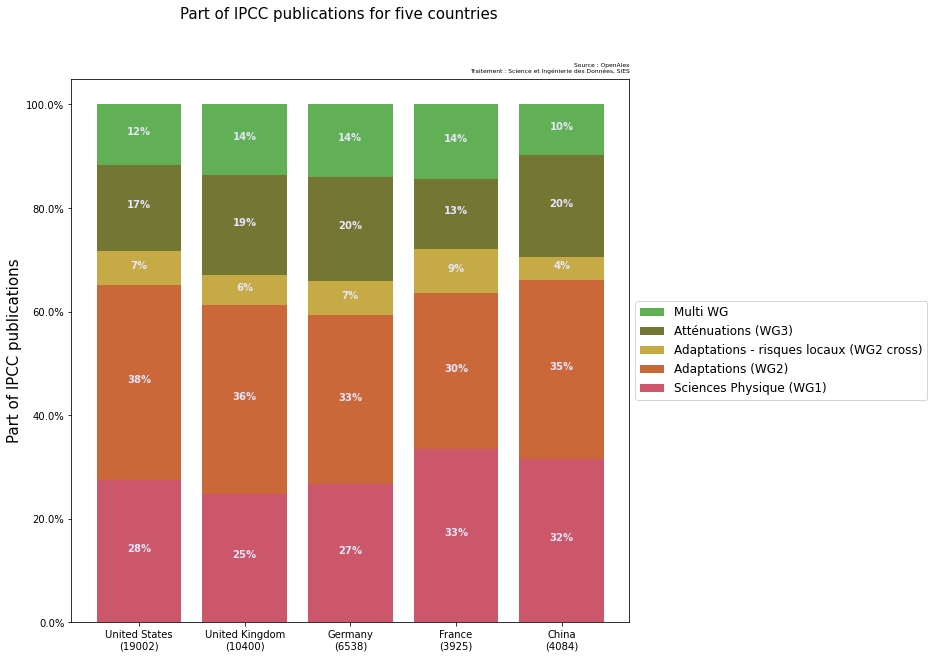 Part of IPCC publications for five countries
Source : OpenAlex
Traitement : Science et Ingénierie des Données, SIES
Part of IPCC publications
100.0%
80.0%
60.0%
40.0%
20.0%
0.0%
12%
17%
7%
38%
28%
14%
19%
6%
36%
25%
14%
20%
7%
33%
27%
14%
13%
9%
30%
33%
10%
20%
4%
35%
32%
United States
(19002)
United Kingdom
(10400)
Germany
(6538)
France
(3925)
China
(4084)
Multi WG
Atténuations (WG3)
Adaptations - risques locaux (WG2 cross)
Adaptations (WG2)
Sciences Physique (WG1)